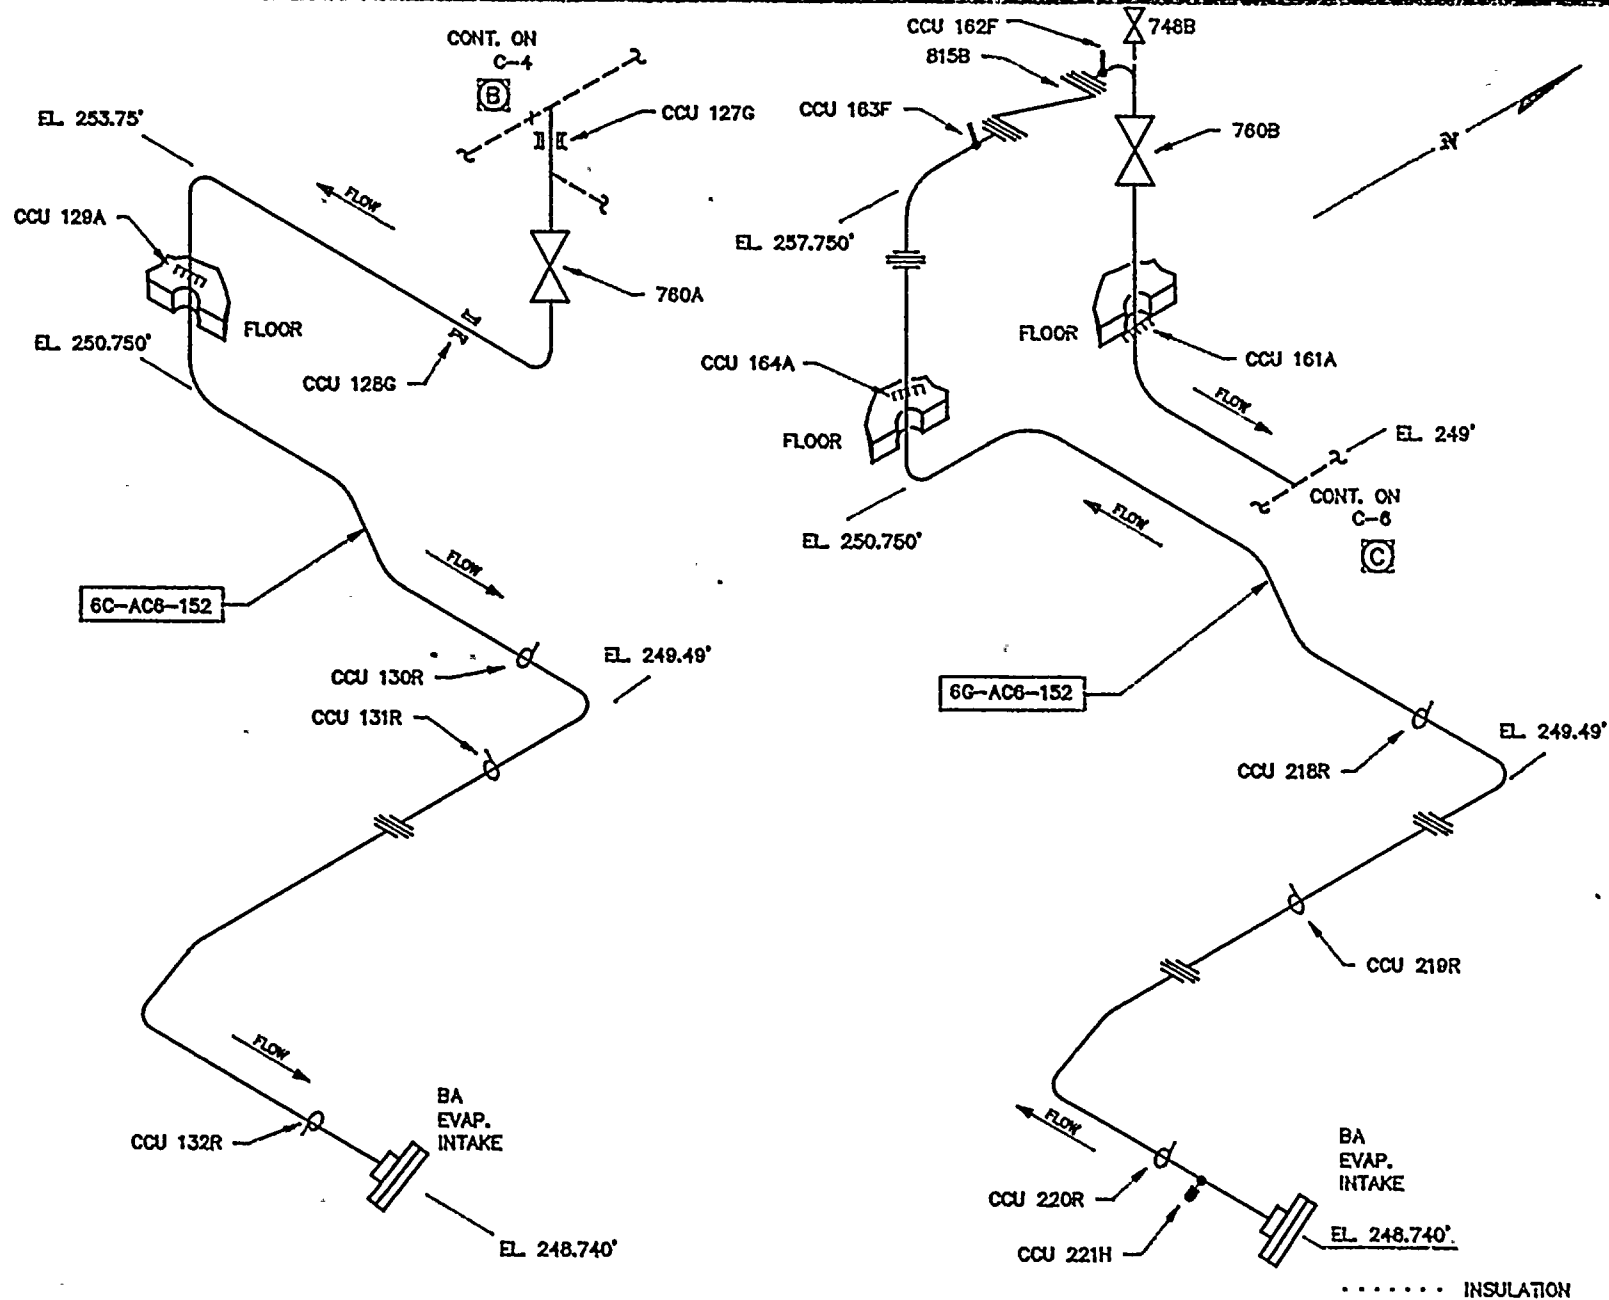 CONT. ON
C-4
B
EL. 253.75'
CCU 127G
FLOW
CCU 129A
760A
FLOOR
EL. 250.750'
CCU 128G
6C-AC6-152
FLOW
CCU 130R
EL. 249.49'
CCU 131R
FLOW
CCU 132R
BA
EVAP.
INTAKE
EL. 248.740'
CCU 162F
748B
815B
CCU 163F
760B
N
EL. 257.750'
FLOOR
CCU 161A
CCU 164A
FLOW
FLOOR
EL. 249'
CONT. ON
C-6
C
EL. 250.750'
FLOW
6G-AC6-152
EL. 249.49'
CCU 218R
CCU 219R
FLOW
BA
EVAP.
INTAKE
CCU 220R
CCU 221H
EL. 248.740'.
....... INSULATION